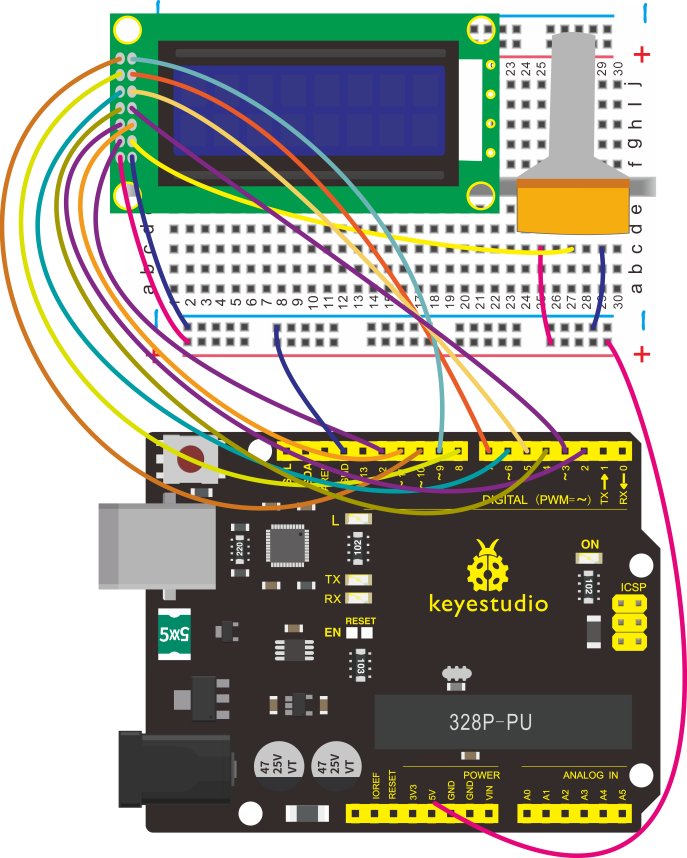 +
23 24 25 29 30
j
i
h
g
f
e
d
c
b
a
d
c
b
a
1 2 3 4 5 6 7 8 9 10 11 12 13 14 15 16 17 18 19 20 21 22 23 24 25 26 27 28 29 30
+
+
GND 13 12 ~11 ~10 ~9 8 7 ~6 ~5 4 ~3 2 TX→1 RX←0
DIGITAL (PWM=~)
L
220
102
TX
RX
ON
102
ICSP
keyestudio
RESET
EN
5x5
103
328P-PU
47
25V
VT
47
25V
VT
POWER
ANALOG IN
IOREF RESET 3V3 5V GND GND VIN
A0 A1 A2 A3 A4 A5